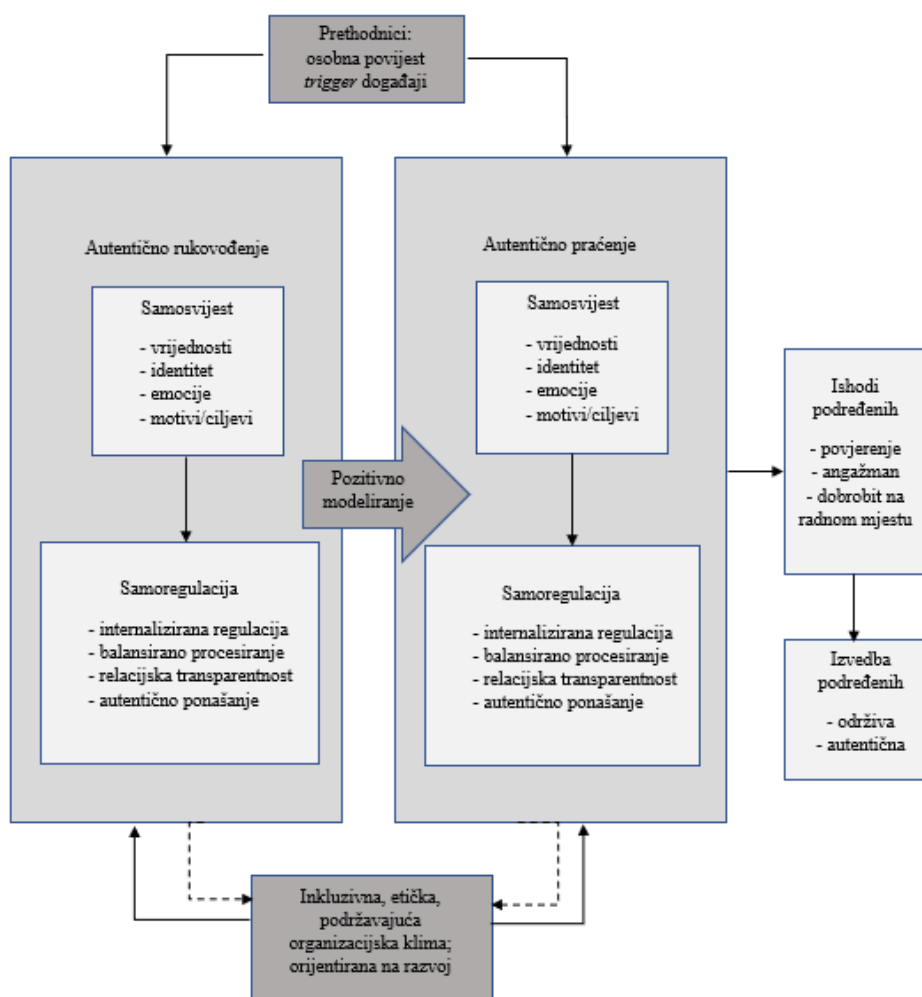 Prethodnici:
osobna povijest
trigger događaji
Autentično rukovođenje
Samosvijest
- vrijednosti
- identitet
- emocije
- motivi/ciljevi
Samoregulacija
- internalizirana regulacija
- balansirano procesiranje
- relacijska transparentnost
- autentično ponašanje
Pozitivno
modeliranje
Autentično praćenje
Samosvijest
- vrijednosti
- identitet
- emocije
- motivi/ciljevi
Samoregulacija
- internalizirana regulacija
- balansirano procesiranje
- relacijska transparentnost
- autentično ponašanje
Ishodi
podređenih
- povjerenje
- angažman
- dobrobit na
radnom mjestu
Izvedba
podređenih
- održiva
- autentična
Inkluzivna, etička,
podržavajuća
organizacijska klima;
orijentirana na razvoj